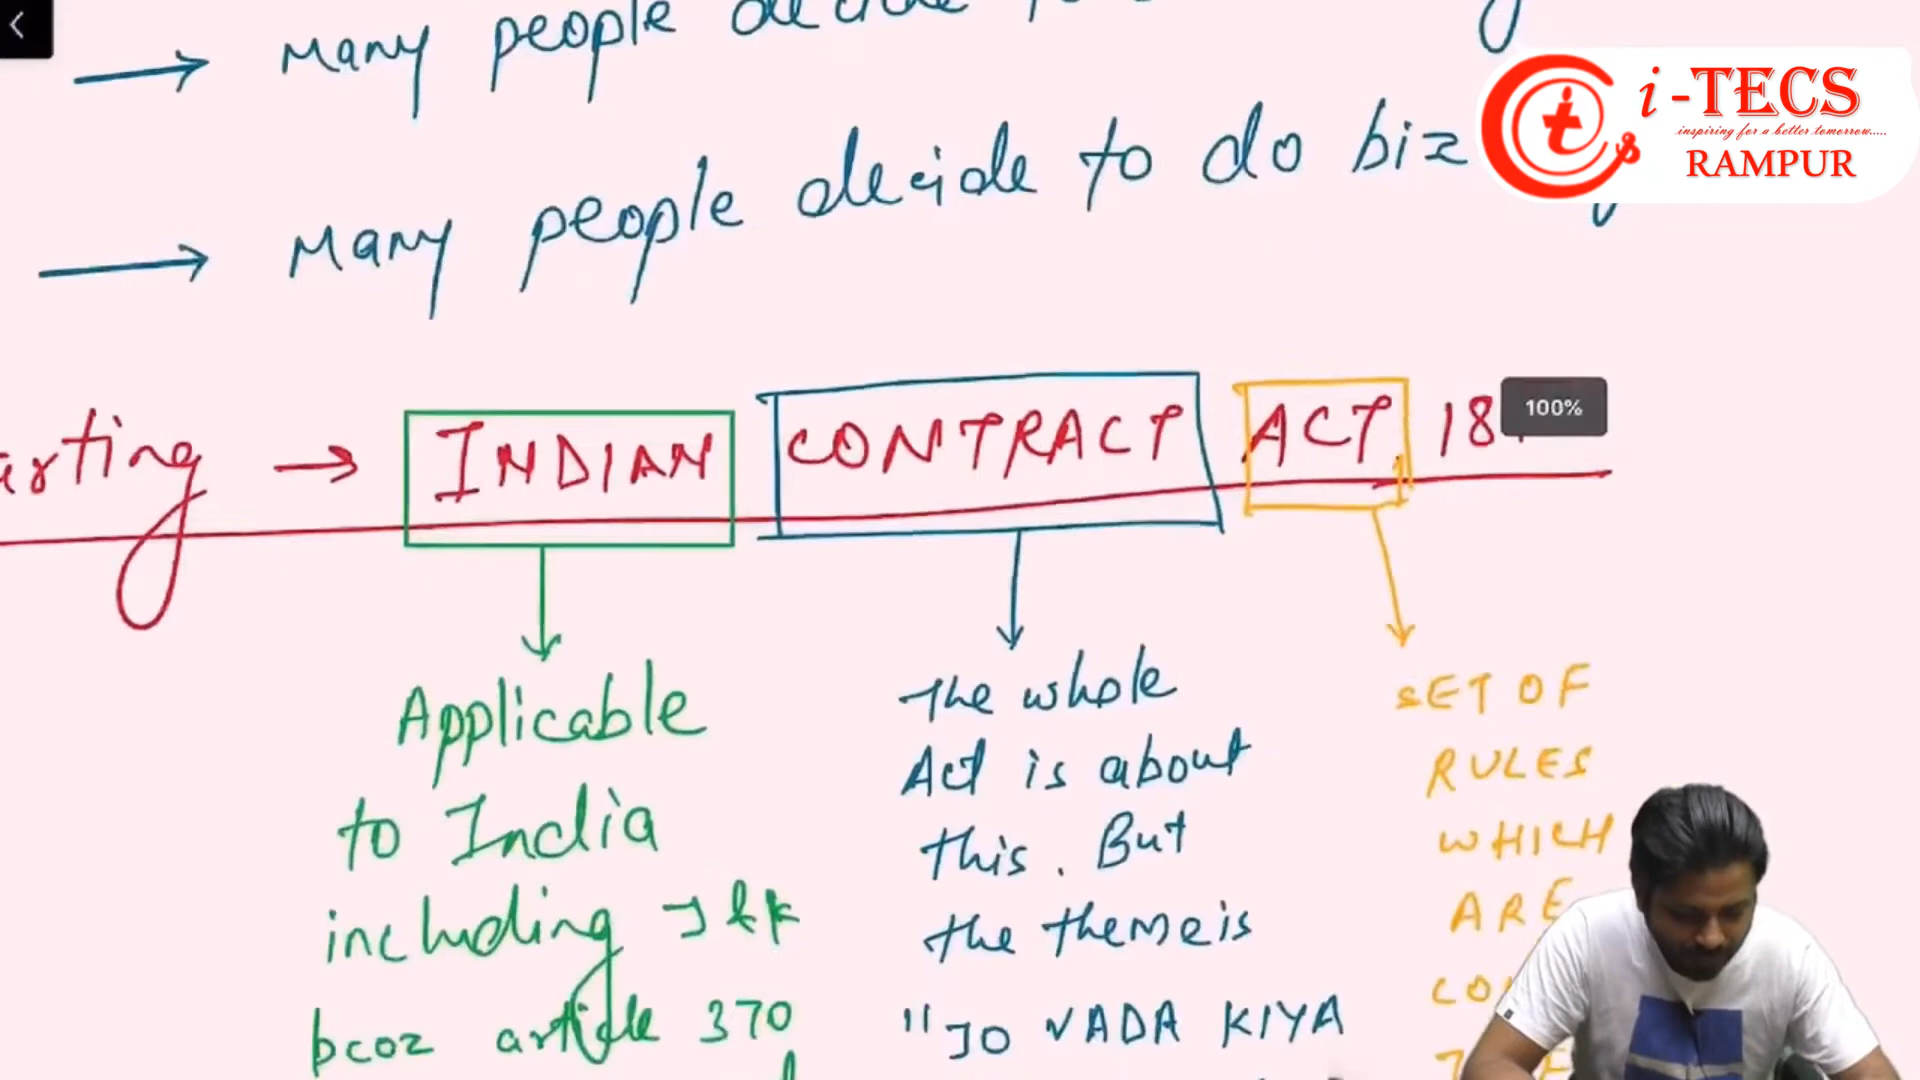 Many people decide to
Many people decide to do biz
i-TECS
inspiring for a better tomorrow.....
RAMPUR
arting → INDIAN CONTRACT ACT, 18
100%
Applicable
to India
including J&K
bcoz article 370
The whole
Act is about
this. But
the theme is
"JO VADA KIYA
SET OF
RULES
WHICH
ARE